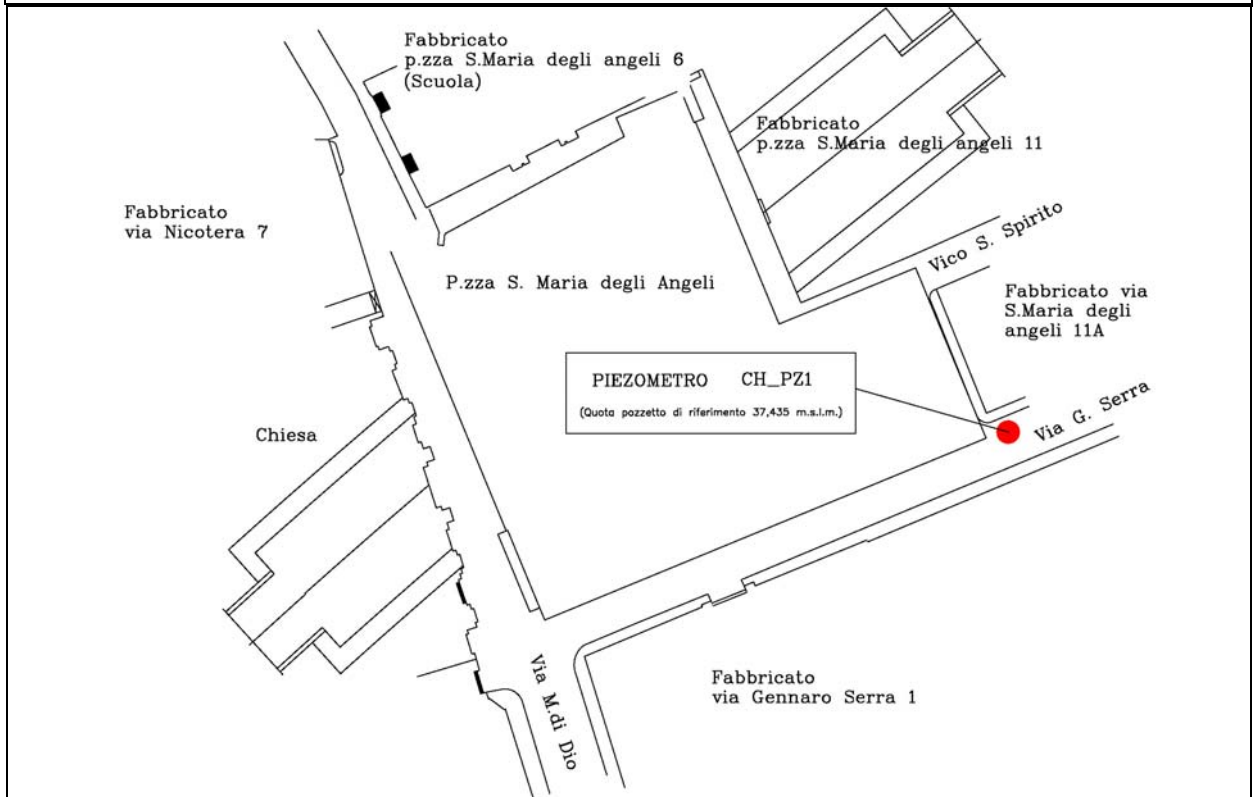 Fabbricato
p.zza S.Maria degli angeli 6
(Scuola)
Fabbricato
p.zza S.Maria degli angeli 11
Fabbricato
via Nicotera 7
Vico S. Spirito
P.zza S. Maria degli Angeli
Fabbricato via
S.Maria degli
angeli 11A
PIEZOMETRO CH_PZ1
(Quota pozzetto di riferimento 37,435 m.s.l.m.)
Via G. Serra
Chiesa
Via M.di Dio
Fabbricato
via Gennaro Serra 1